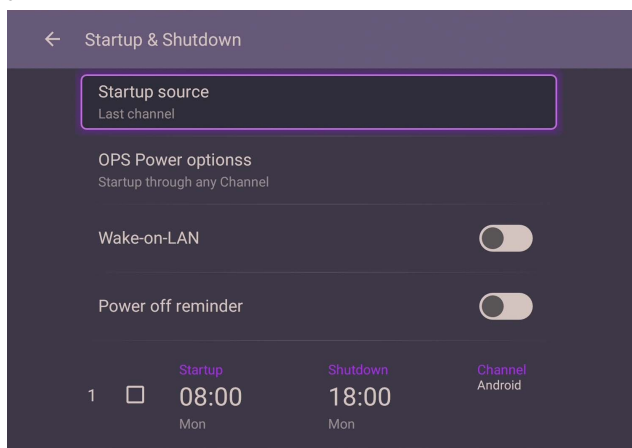 Startup & Shutdown
Startup source
Last channel
OPS Power optionss
Startup through any Channel
Wake-on-LAN
Power off reminder
Startup Shutdown Channel
1 08:00 18:00 Android
Mon Mon